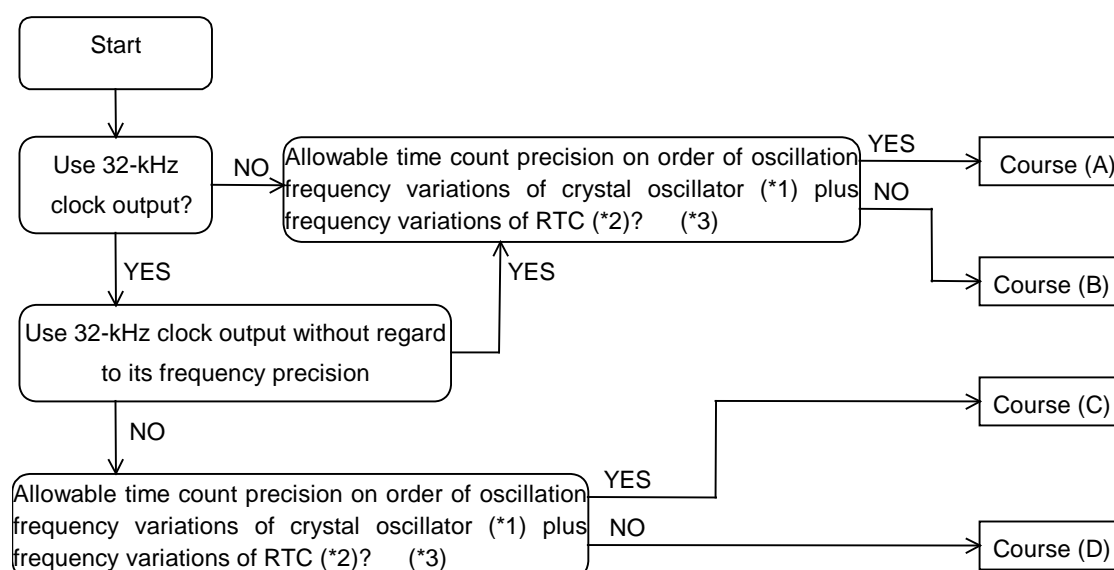 Start
Use 32-kHz
clock output?
NO
Allowable time count precision on order of oscillation
frequency variations of crystal oscillator (*1) plus
frequency variations of RTC (*2)? (*3)
YES
Course (A)
NO
Course (B)
YES
YES
Use 32-kHz clock output without regard
to its frequency precision
Course (C)
NO
Allowable time count precision on order of oscillation
frequency variations of crystal oscillator (*1) plus
frequency variations of RTC (*2)? (*3)
YES
NO
Course (D)